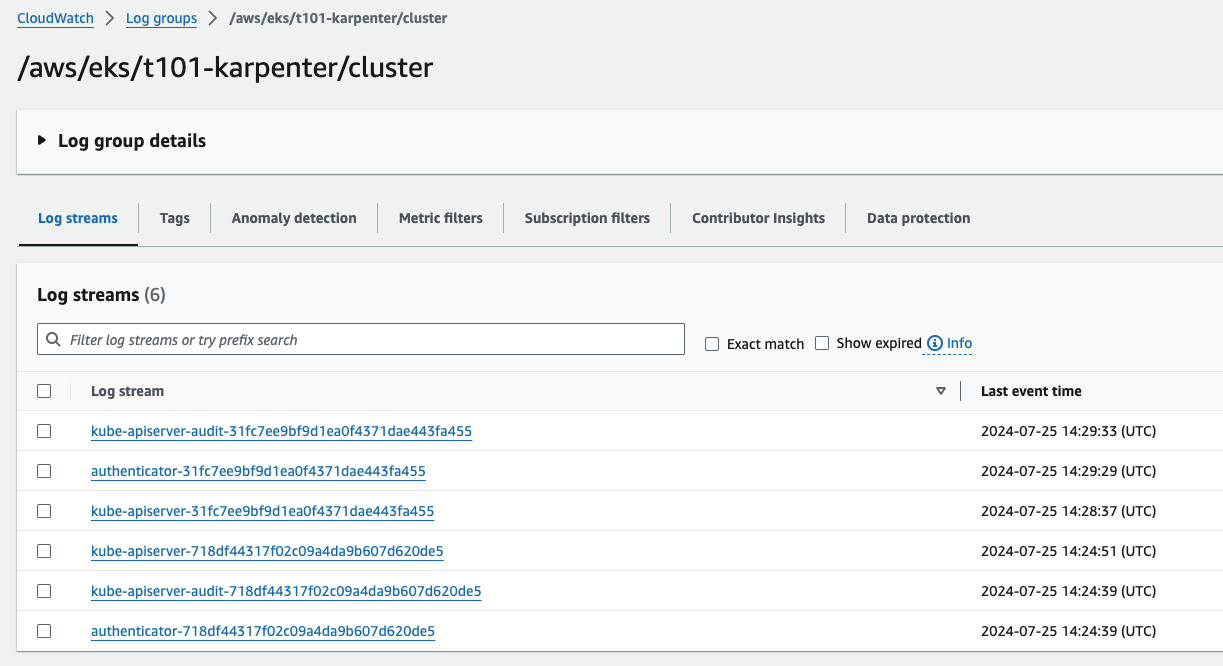 CloudWatch > Log groups > /aws/eks/t101-karpenter/cluster
/aws/eks/t101-karpenter/cluster
Log group details
Log streams Tags Anomaly detection Metric filters Subscription filters Contributor Insights Data protection
Log streams (6)
Filter log streams or try prefix search Exact match Show expired Info
Log stream Last event time
kube-apiserver-audit-31fc7ee9bf9d1ea0f4371dae443fa455 2024-07-25 14:29:33 (UTC)
authenticator-31fc7ee9bf9d1ea0f4371dae443fa455 2024-07-25 14:29:29 (UTC)
kube-apiserver-31fc7ee9bf9d1ea0f4371dae443fa455 2024-07-25 14:28:37 (UTC)
kube-apiserver-718df44317f02c09a4da9b607d620de5 2024-07-25 14:24:51 (UTC)
kube-apiserver-audit-718df44317f02c09a4da9b607d620de5 2024-07-25 14:24:39 (UTC)
authenticator-718df44317f02c09a4da9b607d620de5 2024-07-25 14:24:39 (UTC)